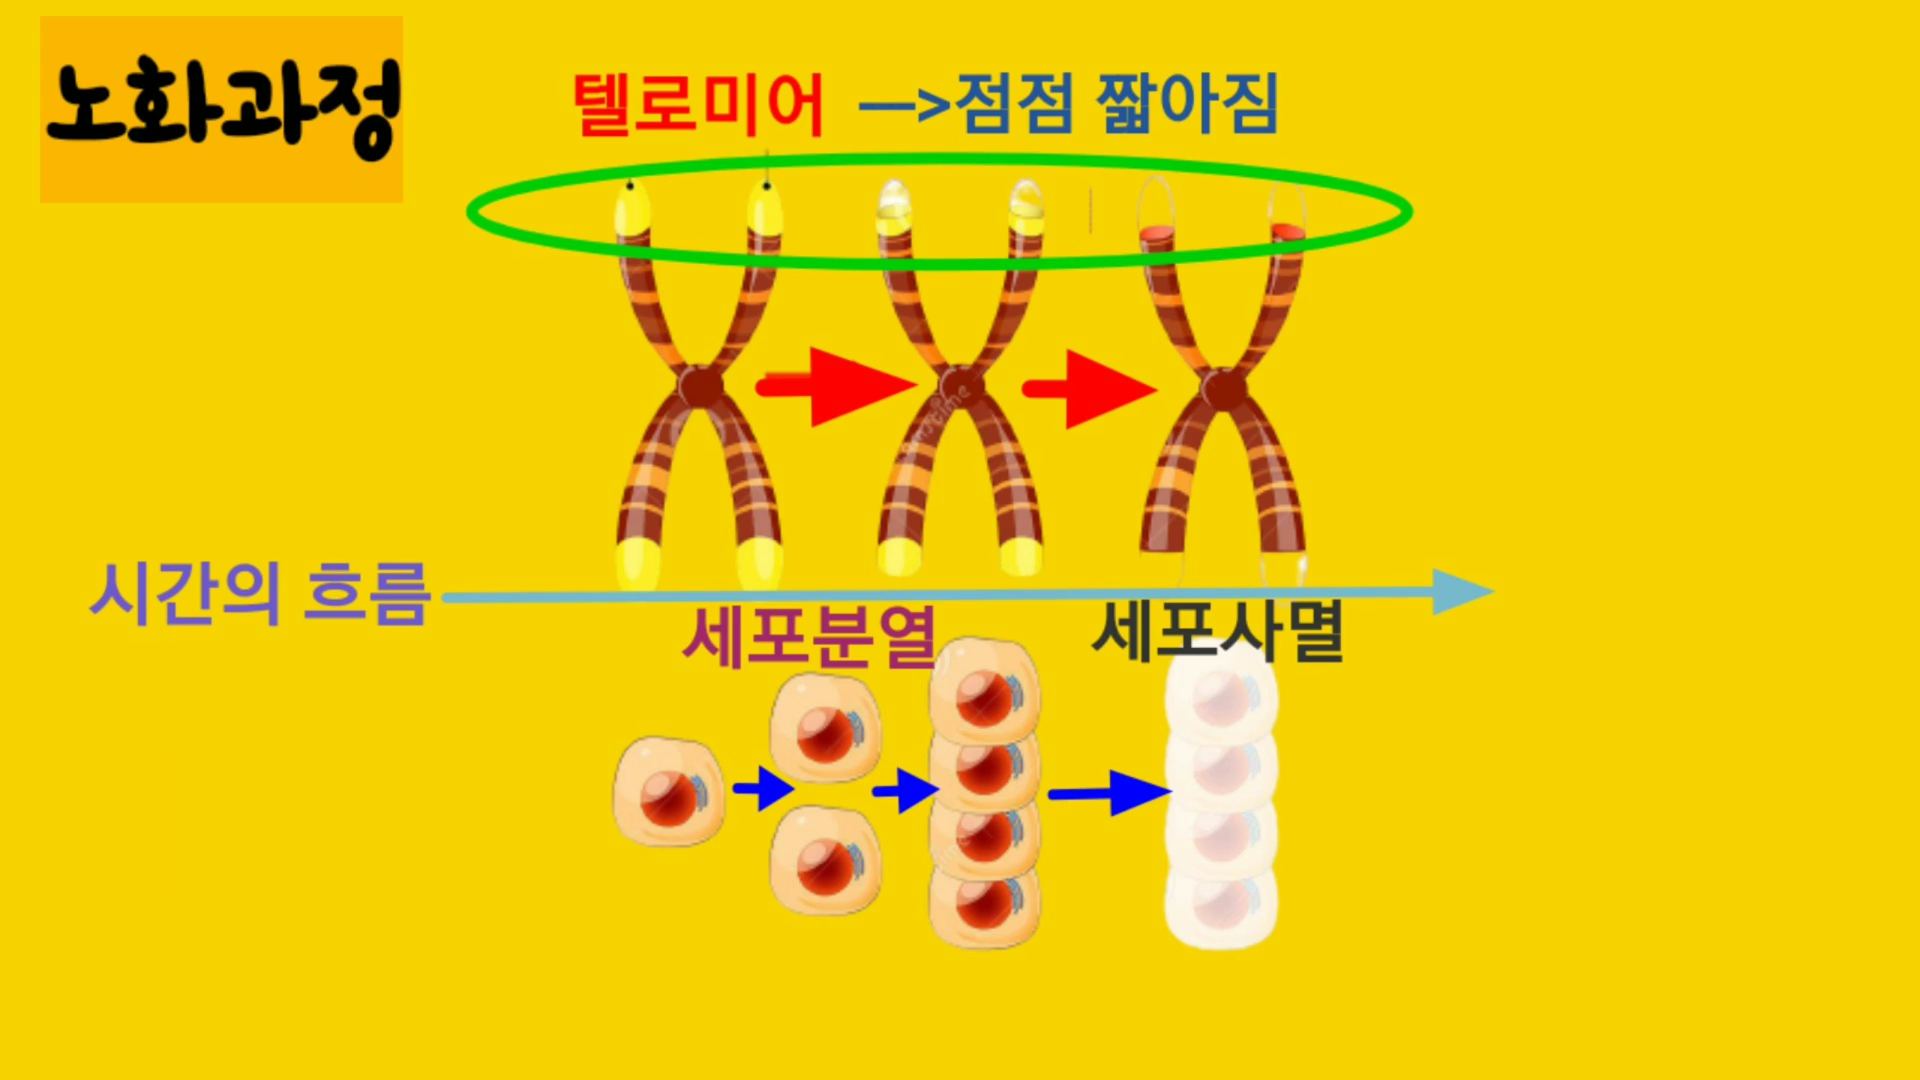 노화과정
텔로미어 —>점점 짧아짐
시간의 흐름
세포분열
세포사멸